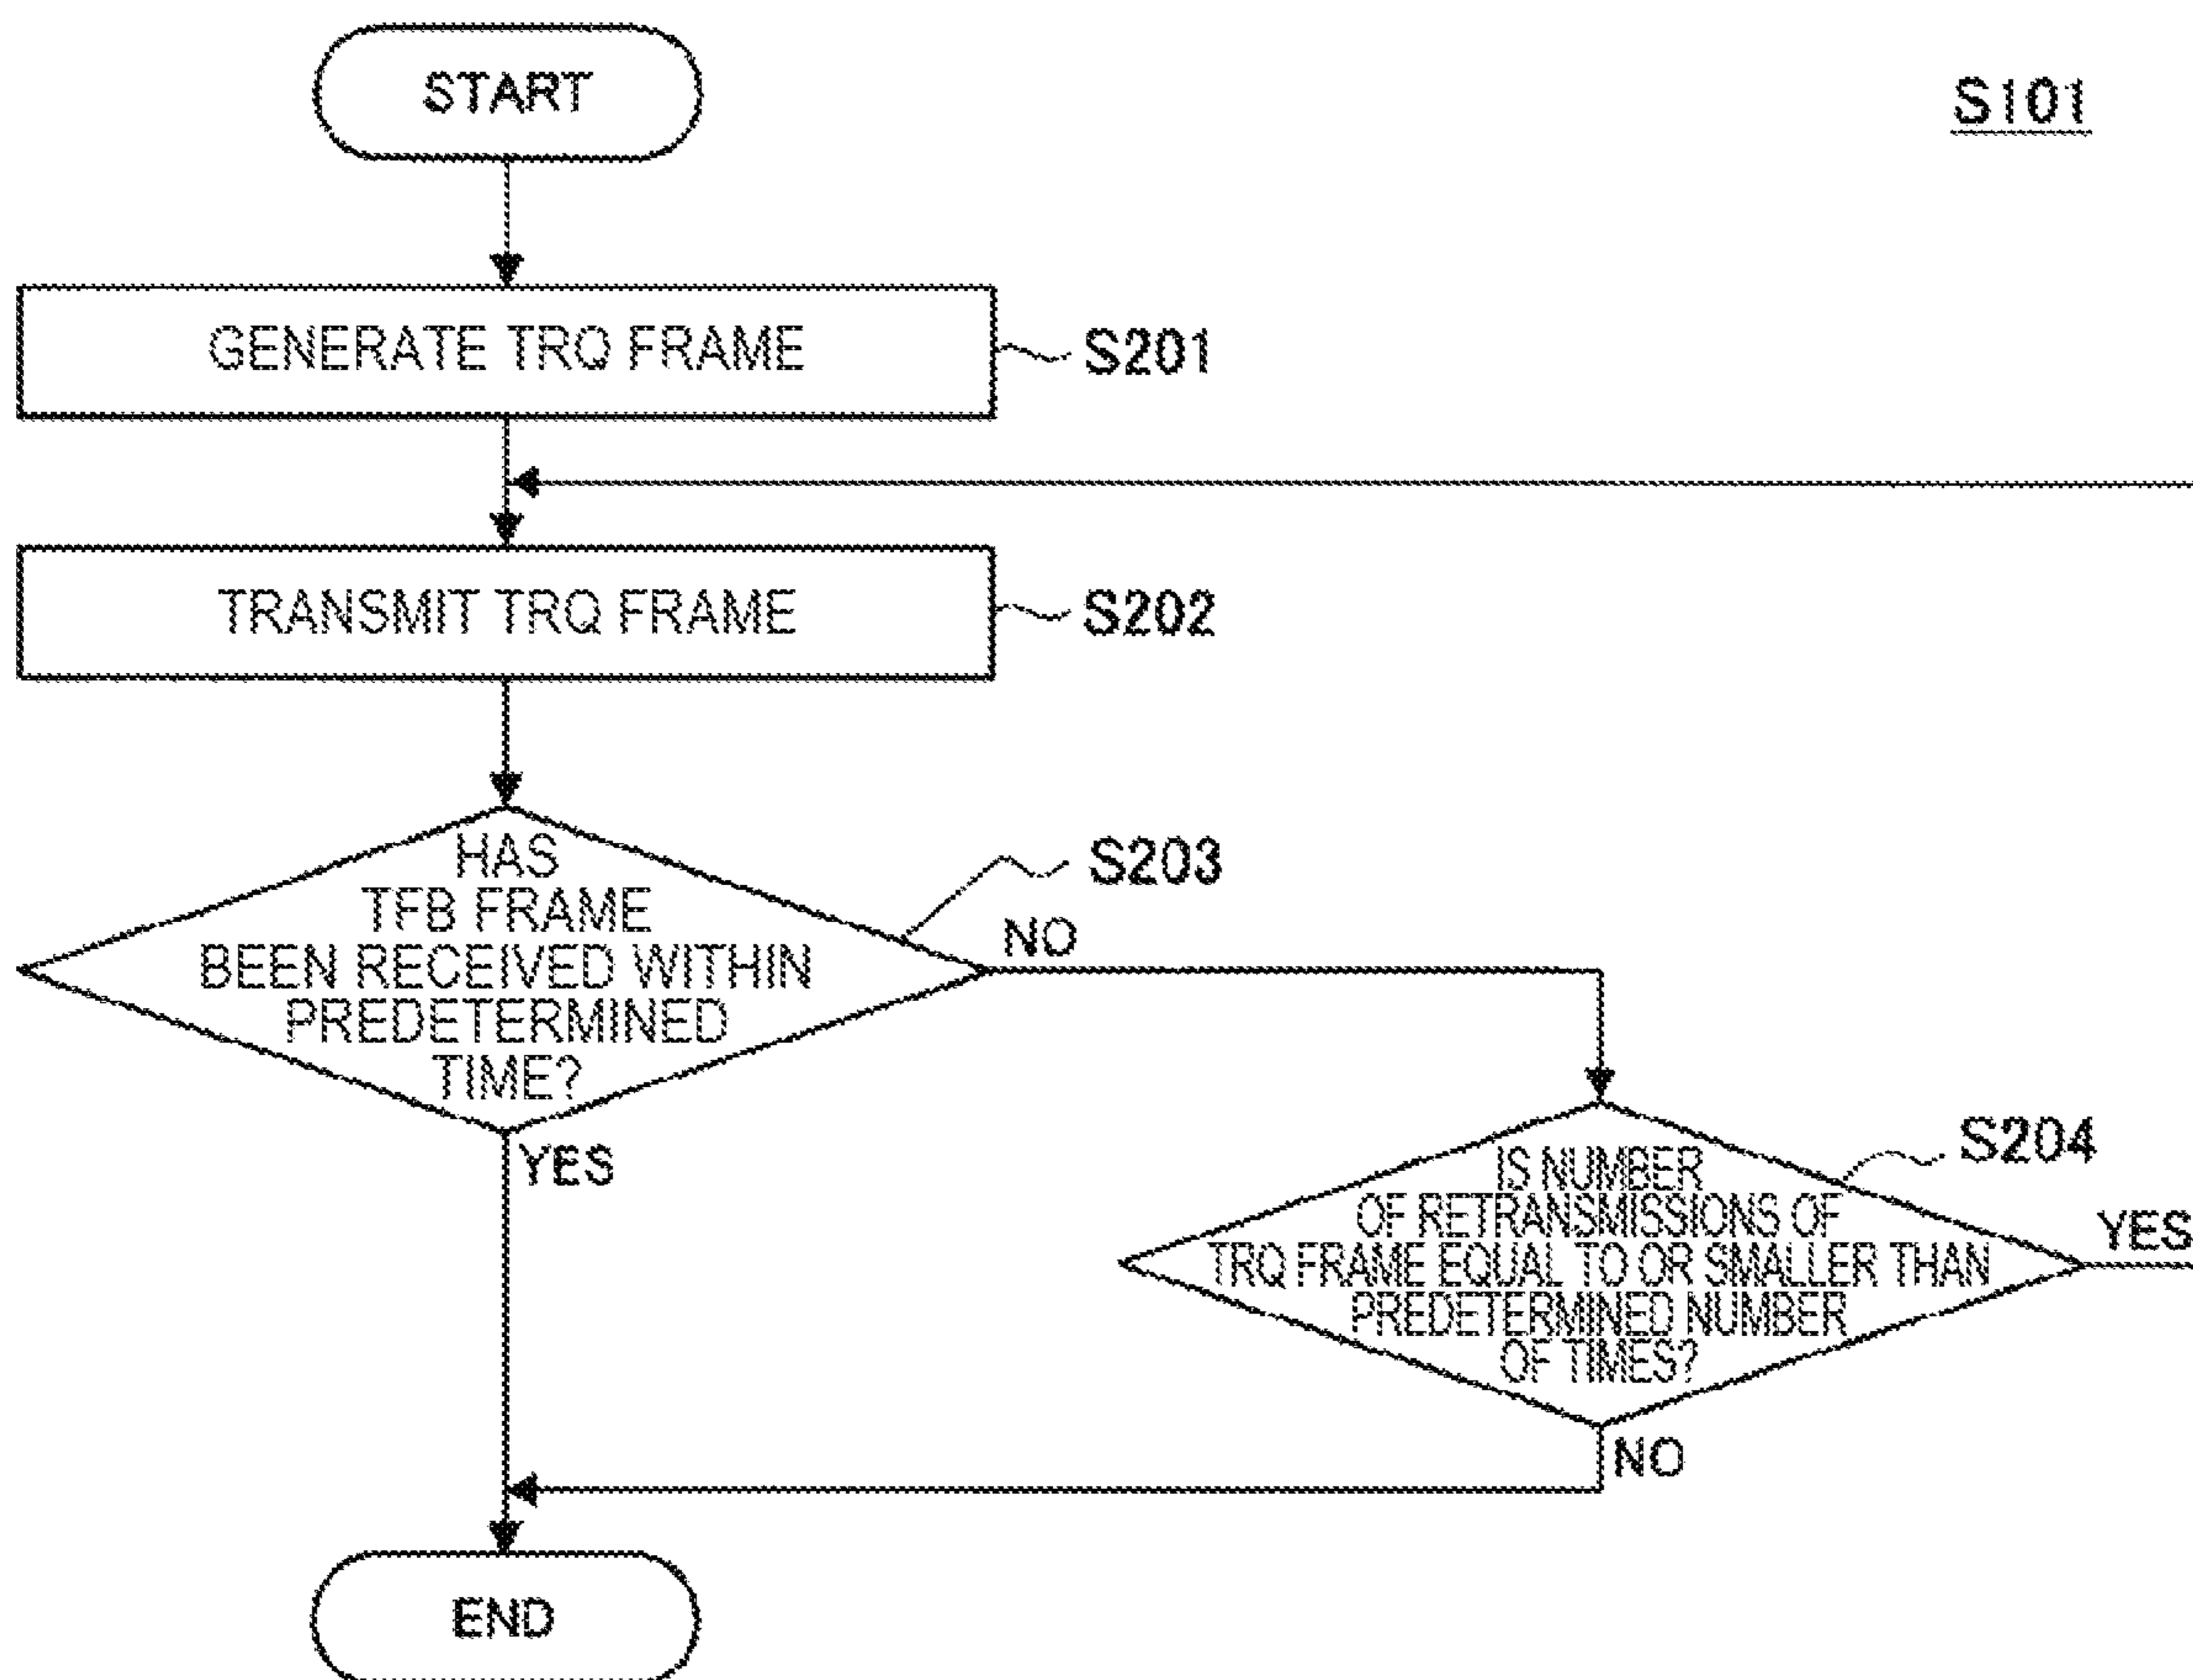 START
S101
GENERATE TRQ FRAME
S201
TRANSMIT TRQ FRAME
S202
HAS
TFB FRAME
BEEN RECEIVED WITHIN
PREDETERMINED
TIME?
S203
NO
YES
IS NUMBER
OF RETRANSMISSIONS OF
TRQ FRAME EQUAL TO OR SMALLER THAN
PREDETERMINED NUMBER
OF TIMES?
S204
YES
NO
END